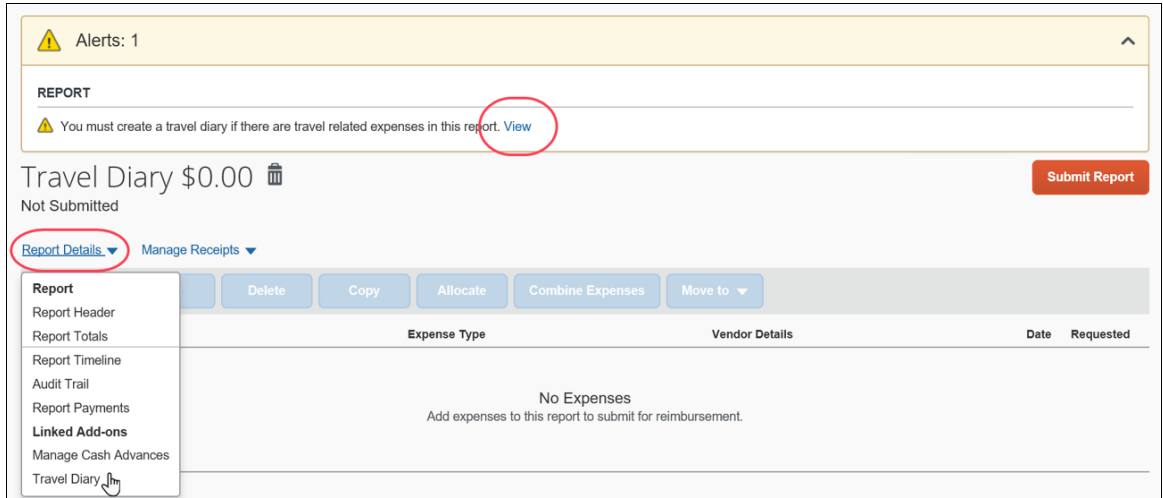 Alerts: 1
REPORT
You must create a travel diary if there are travel related expenses in this report. View
Travel Diary $0.00
Submit Report
Not Submitted
Report Details Manage Receipts
Delete Copy Allocate Combine Expenses Move to
Report
Report Header
Report Totals
Expense Type Vendor Details Date Requested
Report Timeline
Audit Trail
Report Payments
No Expenses
Add expenses to this report to submit for reimbursement.
Linked Add-ons
Manage Cash Advances
Travel Diary